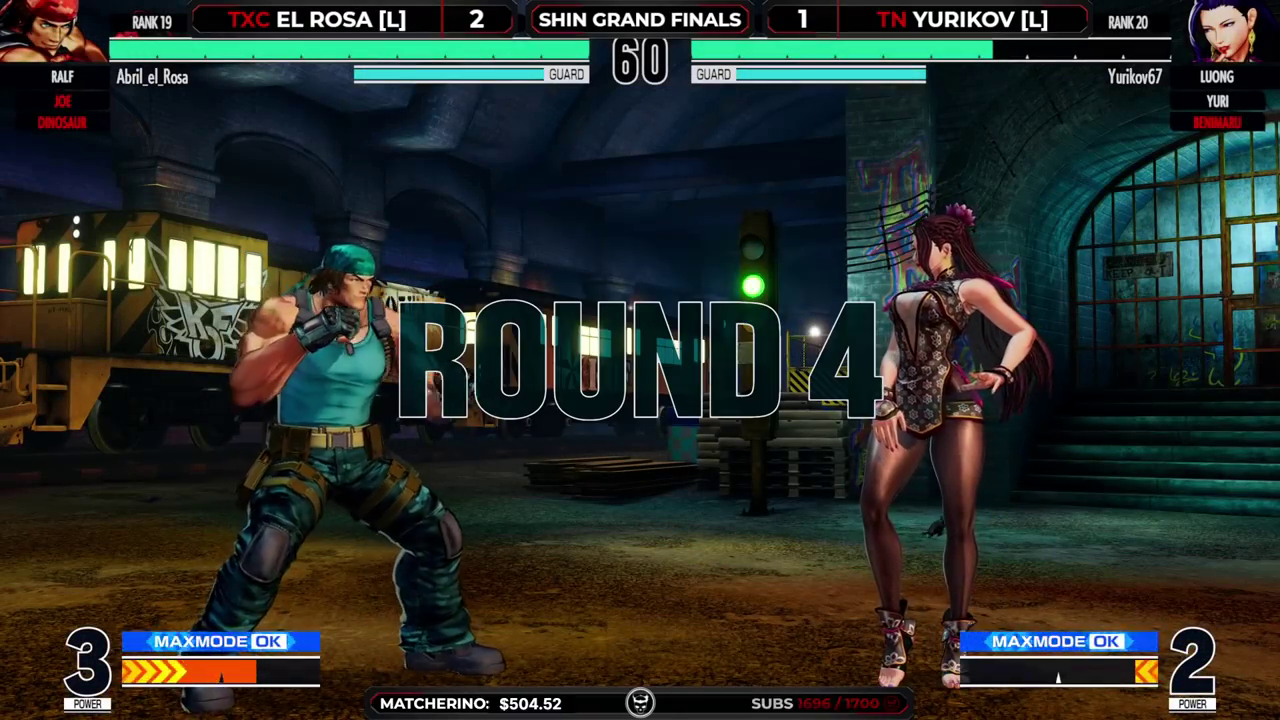 RANK 19
TXC EL ROSA [L]
2
SHIN GRAND FINALS
1
TN YURIKOV [L]
RANK 20
RALF
Abril_el_Rosa
GUARD
60
GUARD
Yurikov67
LUONG
JOE
YURI
DINOSAUR
BENIMARU
KEEP OUT
ROUND 4
3
POWER
MAXMODE OK
MAXMODE OK
2
POWER
MATCHERINO: $504.52
SUBS 1696 / 1700